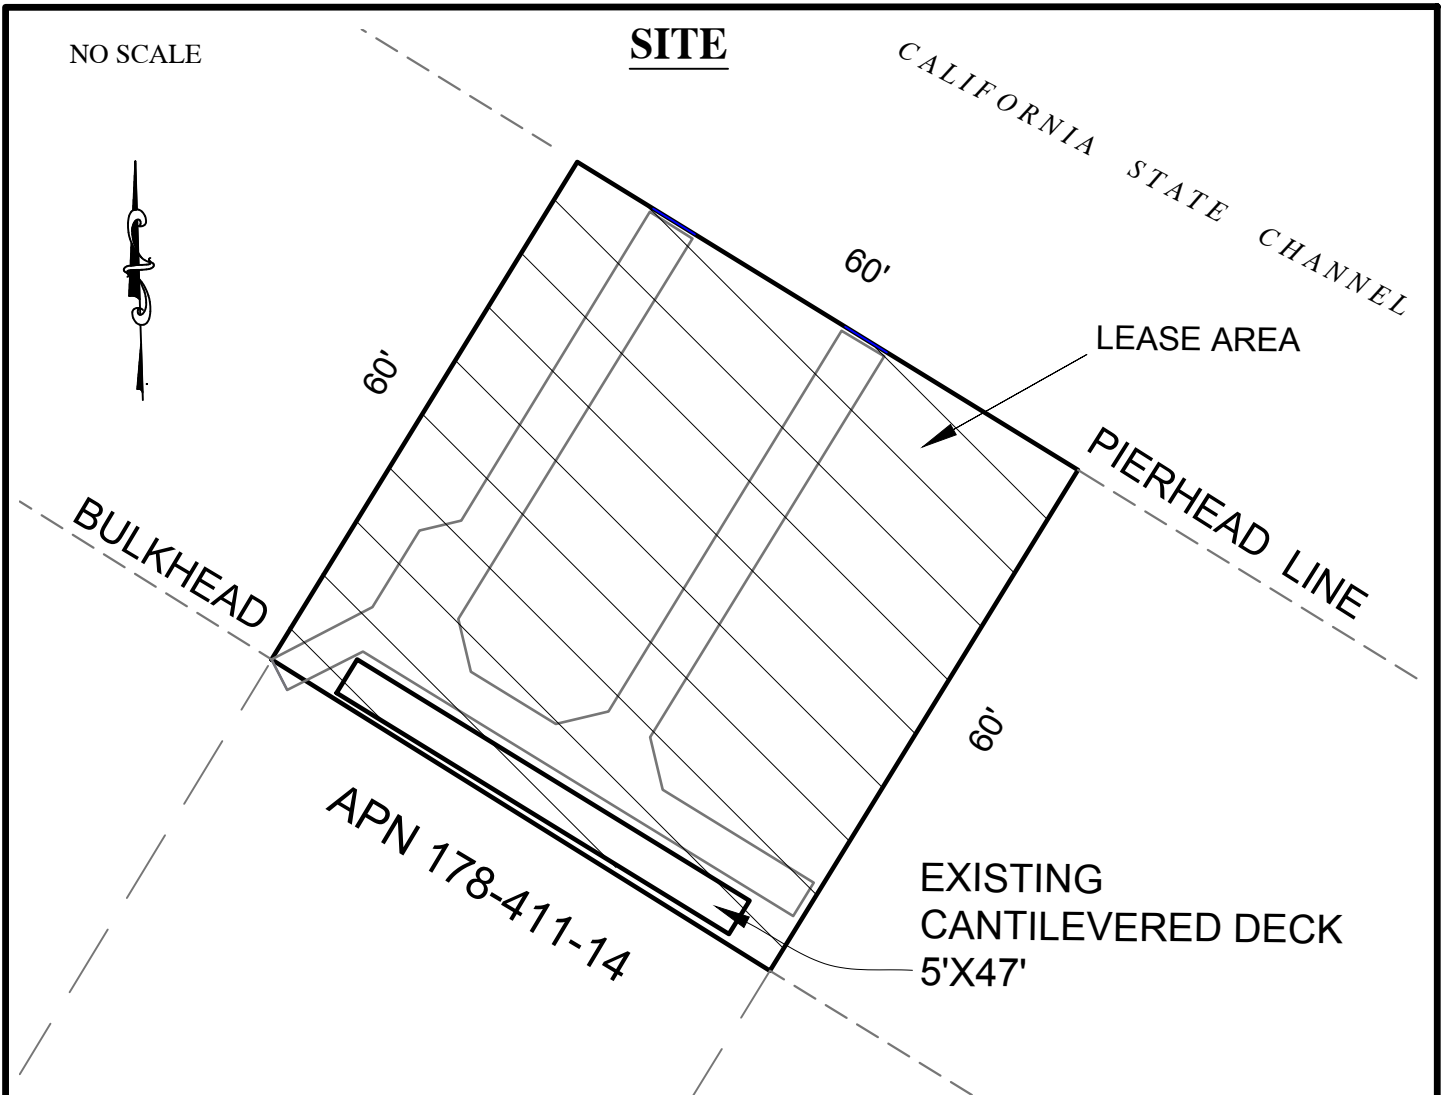 NO SCALE
SITE
CALIFORNIA STATE CHANNEL
60'
LEASE AREA
60'
PIERHEAD LINE
BULKHEAD
60'
APN 178-411-14
EXISTING
CANTILEVERED DECK
5'X47'